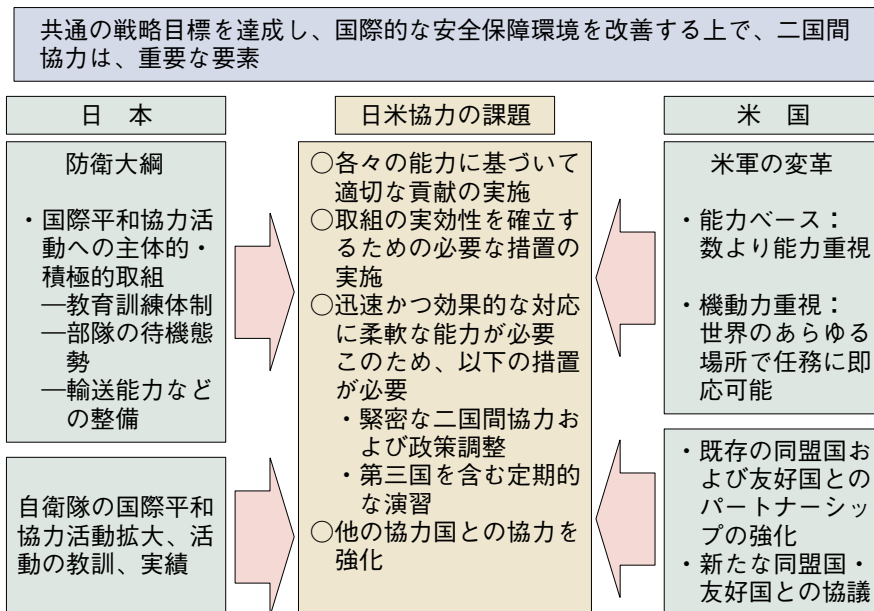 共通の戦略目標を達成し、国際的な安全保障環境を改善する上で、二国間
協力は、重要な要素
日　本
防衛大綱
・国際平和協力活
動への主体的・
積極的取組
―教育訓練体制
―部隊の待機態
勢
―輸送能力など
の整備
自衛隊の国際平和
協力活動拡大、活
動の教訓、実績
日米協力の課題
○各々の能力に基づいて
適切な貢献の実施
○取組の実効性を確立す
るための必要な措置の
実施
○迅速かつ効果的な対応
に柔軟な能力が必要
このため、以下の措置
が必要
・緊密な二国間協力お
よび政策調整
・第三国を含む定期的
な演習
○他の協力国との協力を
強化
米　国
米軍の変革
・能力ベース：
数より能力重視
・機動力重視：
世界のあらゆる
場所で任務に即
応可能
・既存の同盟国お
よび友好国との
パートナーシッ
プの強化
・新たな同盟国・
友好国との協議